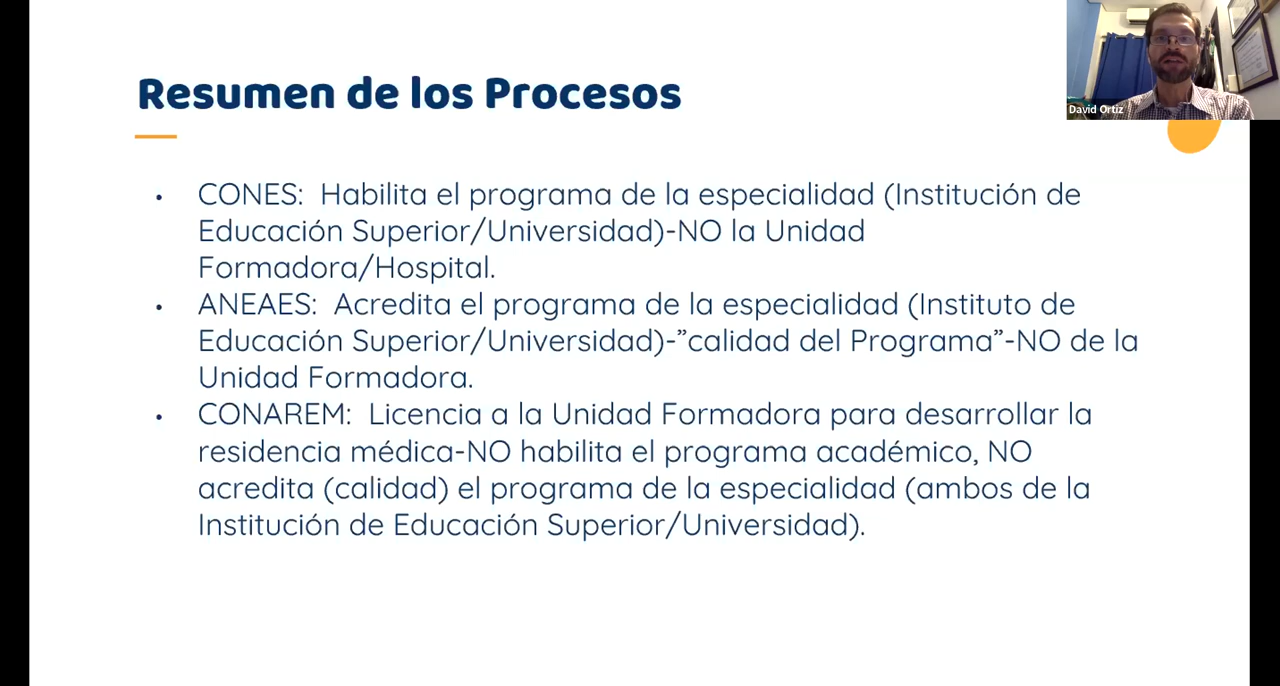 Resumen de los Procesos
David Ortiz
• CONES: Habilita el programa de la especialidad (Institución de
Educación Superior/Universidad)-NO la Unidad
Formadora/Hospital.
• ANEAES: Acredita el programa de la especialidad (Instituto de
Educación Superior/Universidad)-”calidad del Programa”-NO de la
Unidad Formadora.
• CONAREM: Licencia a la Unidad Formadora para desarrollar la
residencia médica-NO habilita el programa académico, NO
acredita (calidad) el programa de la especialidad (ambos de la
Institución de Educación Superior/Universidad).